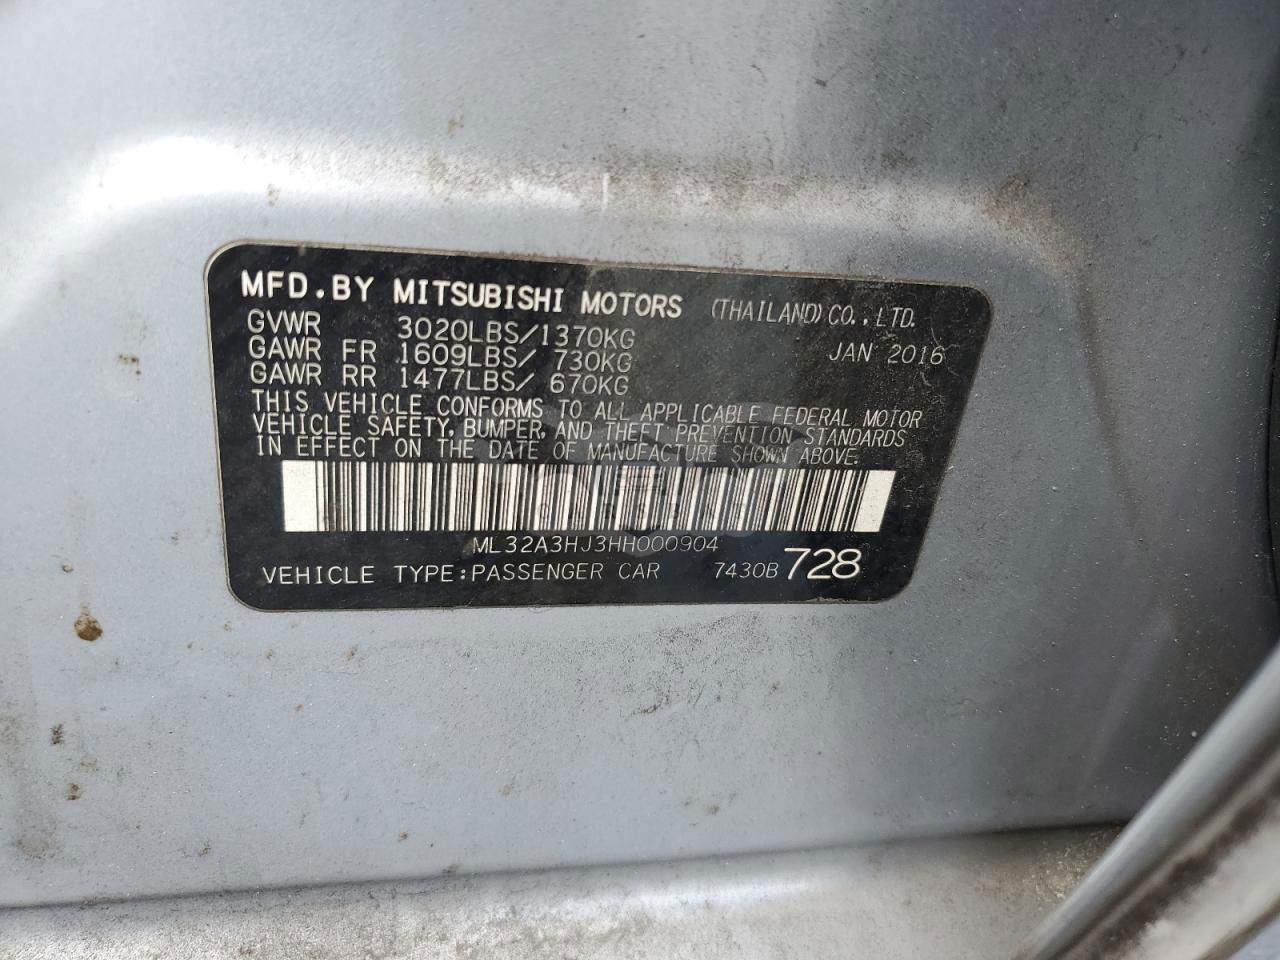 MFD.BY MITSUBISHI MOTORS (THAILAND) CO., LTD.
GVWR 3020LBS/1370KG
GAWR FR 1609LBS/ 730KG JAN 2016
GAWR RR 1477LBS/ 670KG
THIS VEHICLE CONFORMS TO ALL APPLICABLE FEDERAL MOTOR
VEHICLE SAFETY, BUMPER, AND THEFT PREVENTION STANDARDS
IN EFFECT ON THE DATE OF MANUFACTURE SHOWN ABOVE.
ML32A3HJ3HH000904
VEHICLE TYPE:PASSENGER CAR 7430B 728